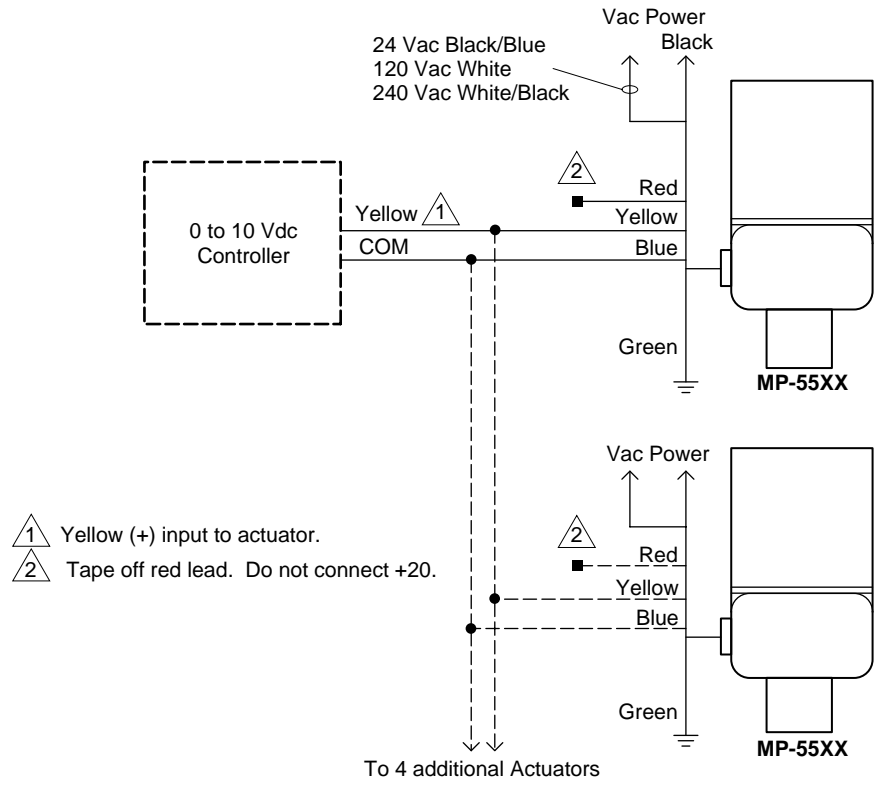 Vac Power
24 Vac Black/Blue
Black
120 Vac White
240 Vac White/Black
2
Red
Yellow 1
Yellow
0 to 10 Vdc
Controller
COM
Blue
Green
MP-55XX
Vac Power
1 Yellow (+) input to actuator.
2 Tape off red lead. Do not connect +20.
2
Red
Yellow
Blue
Green
MP-55XX
To 4 additional Actuators